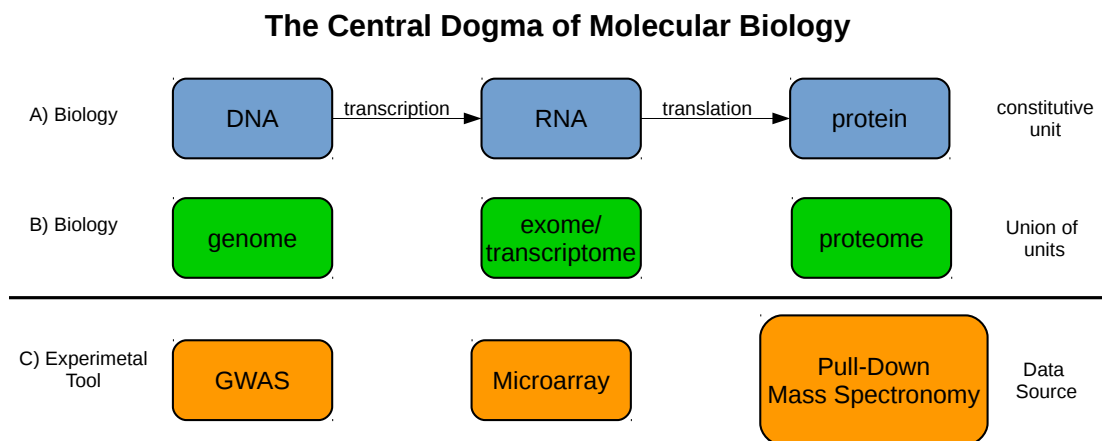 The Central Dogma of Molecular Biology
A) Biology
DNA
transcription
RNA
translation
protein
constitutive
unit
B) Biology
genome
exome/
transcriptome
proteome
Union of
units
C) Experimetal
Tool
GWAS
Microarray
Pull-Down
Mass Spectronomy
Data
Source